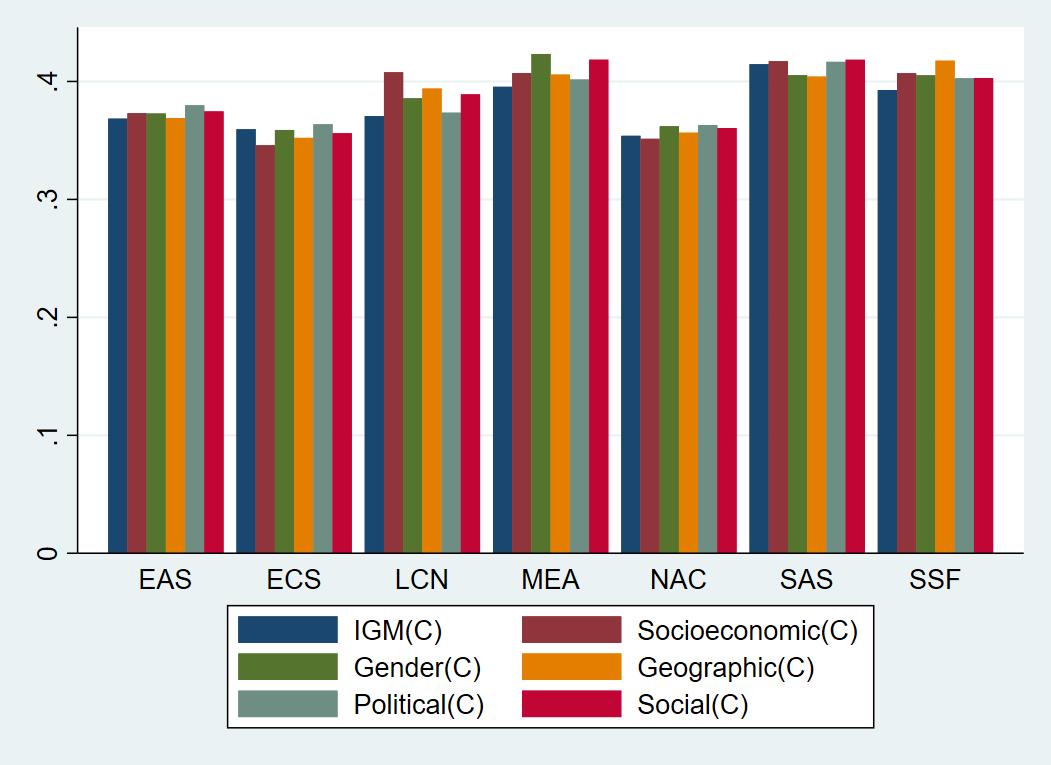 .4
.3
.2
.1
0
EAS ECS LCN MEA NAC SAS SSF
IGM(C) Socioeconomic(C)
Gender(C) Geographic(C)
Political(C) Social(C)